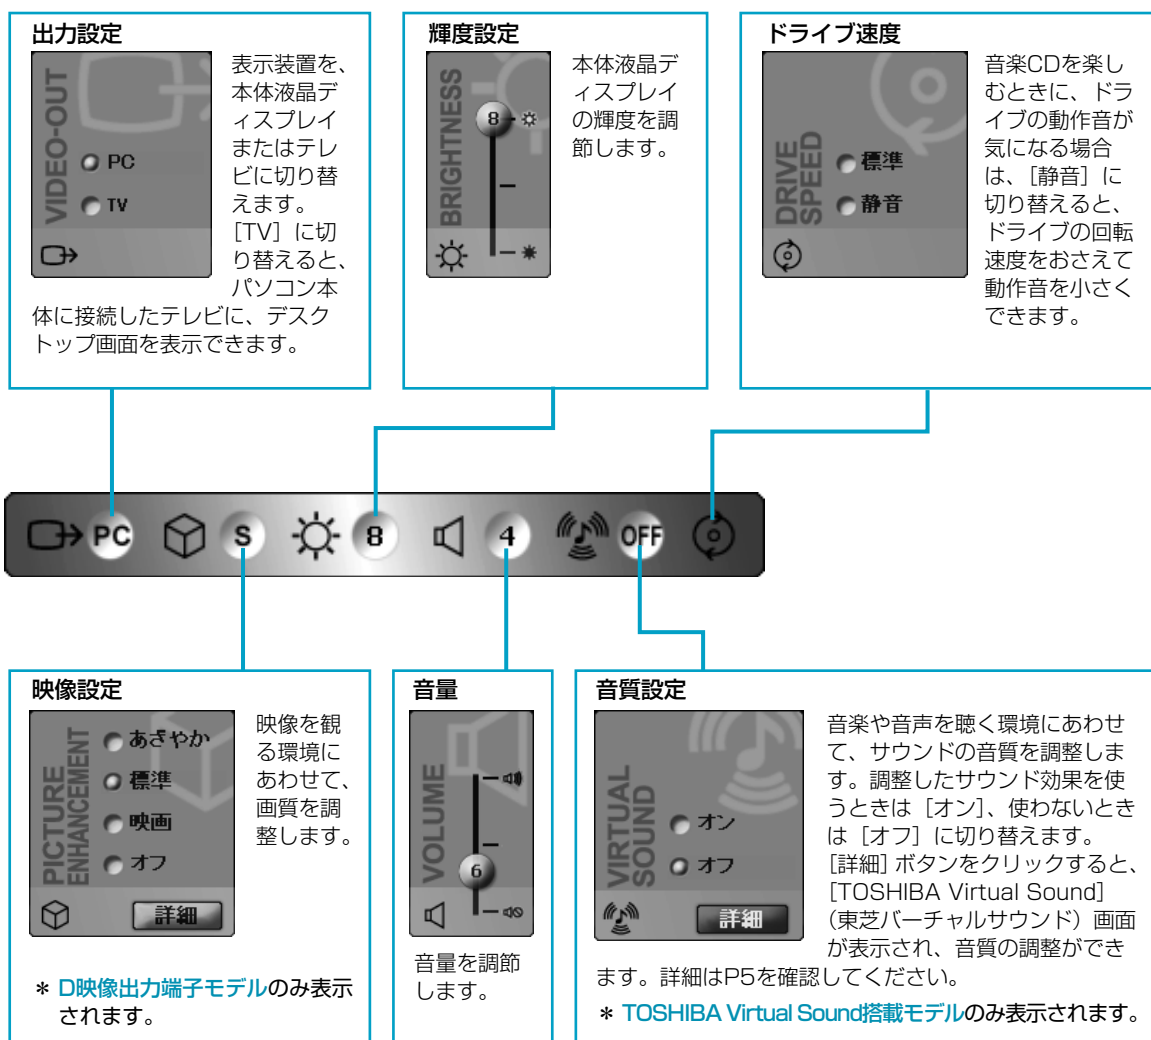 出力設定
VIDEO-OUT
PC
TV
表示装置を、
本体液晶デ
ィスプレイ
またはテレ
ビに切り替
えます。
［TV］に切
り替えると、
パソコン本
体に接続したテレビに、デスク
トップ画面を表示できます。
輝度設定
BRIGHTNESS
8
本体液晶デ
ィスプレイ
の輝度を調
節します。
ドライブ速度
DRIVE
SPEED
標準
静音
音楽CDを楽し
むときに、ドラ
イブの動作音が
気になる場合
は、［静音］に
切り替えると、
ドライブの回転
速度をおさえて
動作音を小さく
できます。
PC S 8 4 OFF
映像設定
PICTURE
ENHANCEMENT
あざやか
標準
映画
オフ
詳細
映像を観
る環境に
あわせて、
画質を調
整します。
＊ D映像出力端子モデルのみ表示
されます。
音量
VOLUME
6
音量を調節
します。
音質設定
VIRTUAL
SOUND
オン
オフ
詳細
音楽や音声を聴く環境にあわせ
て、サウンドの音質を調整しま
す。調整したサウンド効果を使
うときは［オン］、使わないとき
は［オフ］に切り替えます。
［詳細］ボタンをクリックすると、
［TOSHIBA Virtual Sound］
（東芝バーチャルサウンド）画面
が表示され、音質の調整ができ
ます。詳細はP5を確認してください。
＊ TOSHIBA Virtual Sound搭載モデルのみ表示されます。